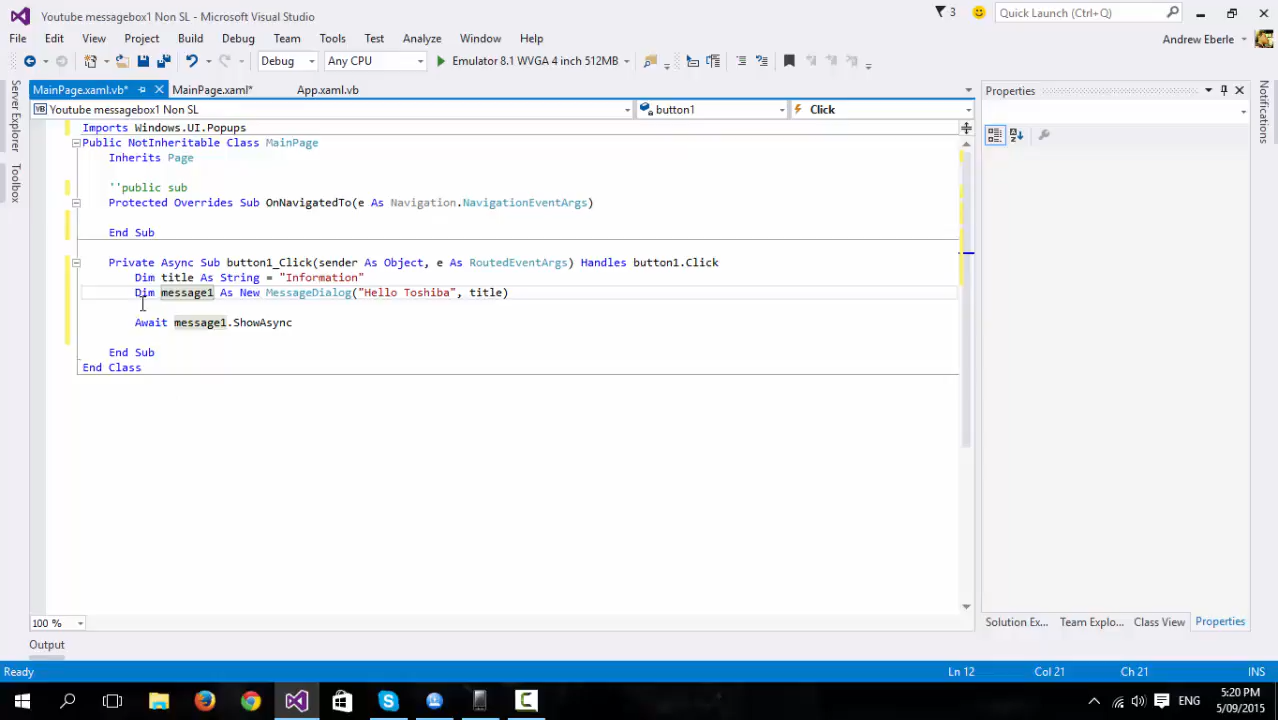 Youtube messagebox1 Non SL - Microsoft Visual Studio
3
Quick Launch (Ctrl+Q)
File Edit View Project Build Debug Team Tools Test Analyze Window Help
Andrew Eberle
Debug Any CPU Emulator 8.1 WVGA 4 inch 512MB
MainPage.xaml.vb* MainPage.xaml* App.xaml.vb
Youtube messagebox1 Non SL button1 Click
Properties
Server Explorer
Toolbox
Notifications
Imports Windows.UI.Popups
Public NotInheritable Class MainPage
Inherits Page
''public sub
Protected Overrides Sub OnNavigatedTo(e As Navigation.NavigationEventArgs)
End Sub
Private Async Sub button1_Click(sender As Object, e As RoutedEventArgs) Handles button1.Click
Dim title As String = "Information"
Dim message1 As New MessageDialog("Hello Toshiba", title)
Await message1.ShowAsync
End Sub
End Class
100 %
Solution Ex... Team Explo... Class View Properties
Output
Ready Ln 12 Col 21 Ch 21 INS
ENG
5:20 PM
5/09/2015